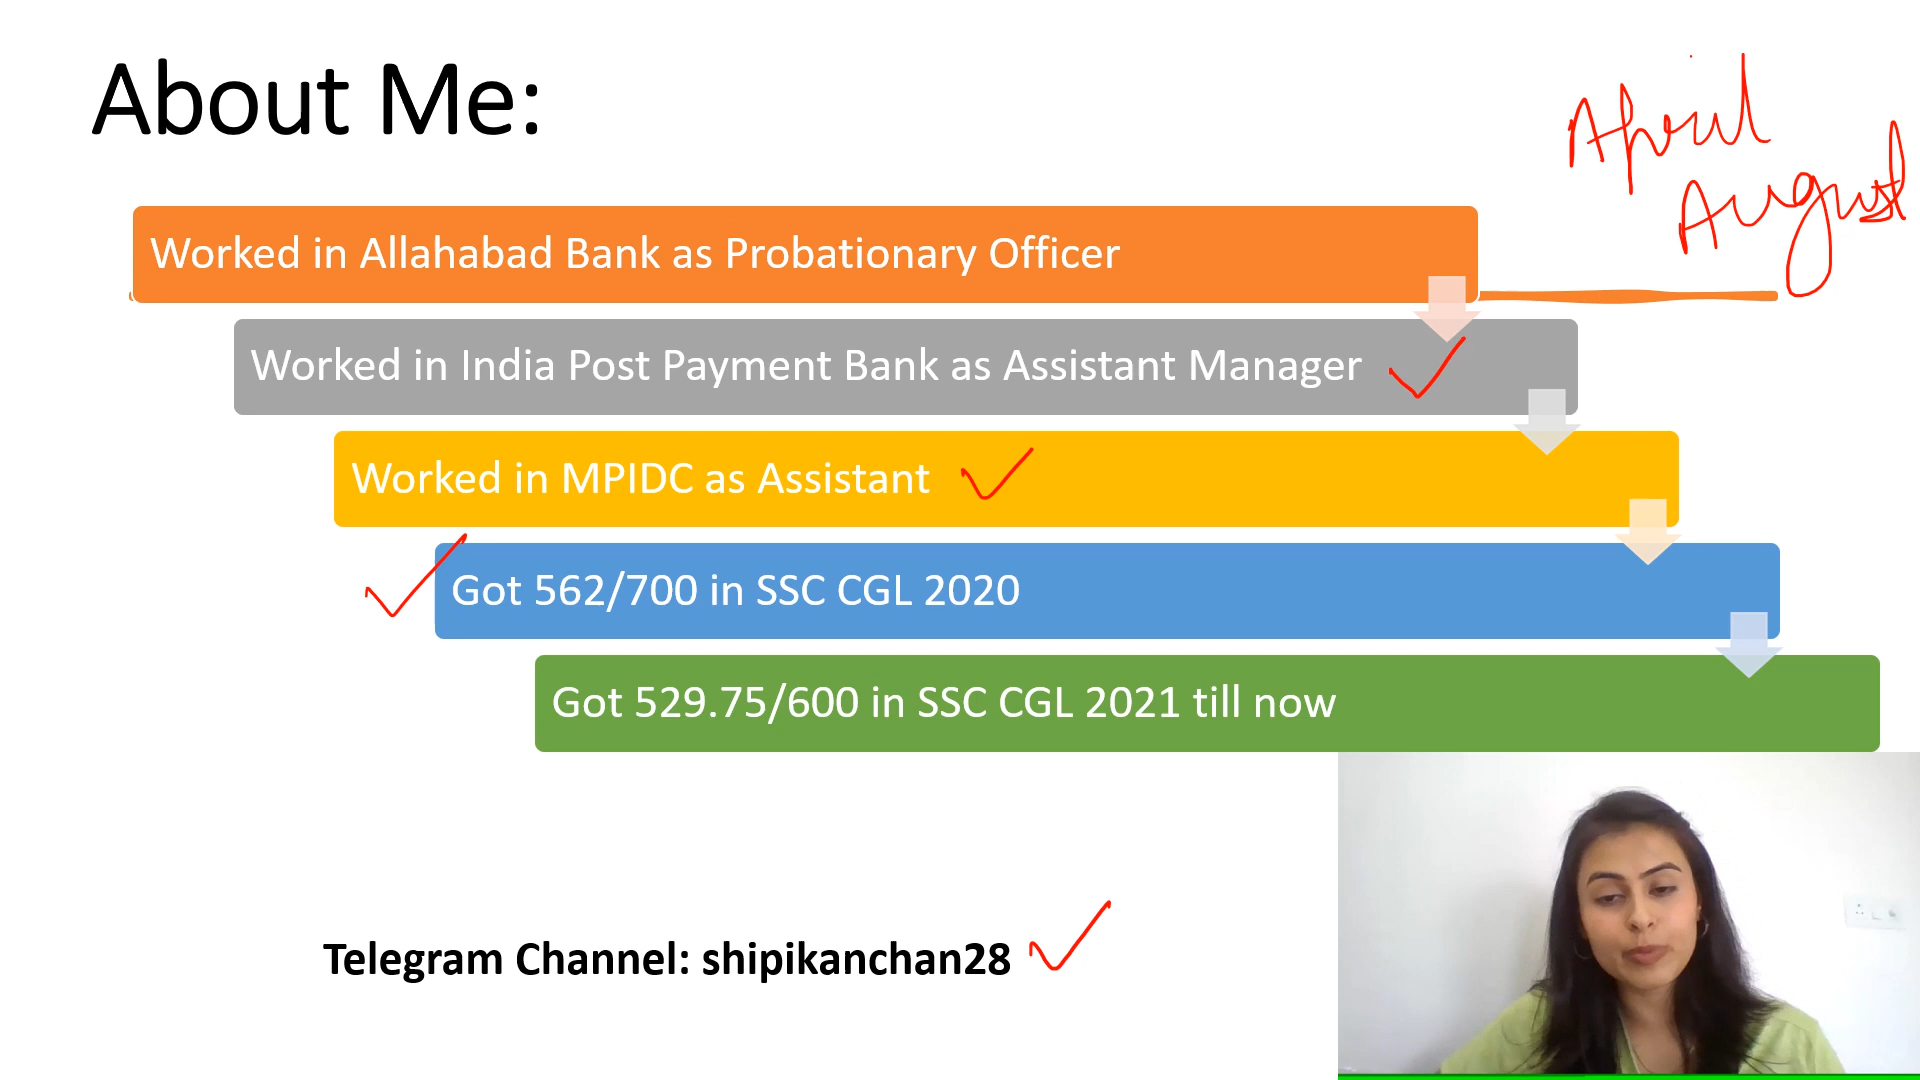 About Me:
April
August
Worked in Allahabad Bank as Probationary Officer
Worked in India Post Payment Bank as Assistant Manager
Worked in MPIDC as Assistant
Got 562/700 in SSC CGL 2020
Got 529.75/600 in SSC CGL 2021 till now
Telegram Channel: shipikanchan28